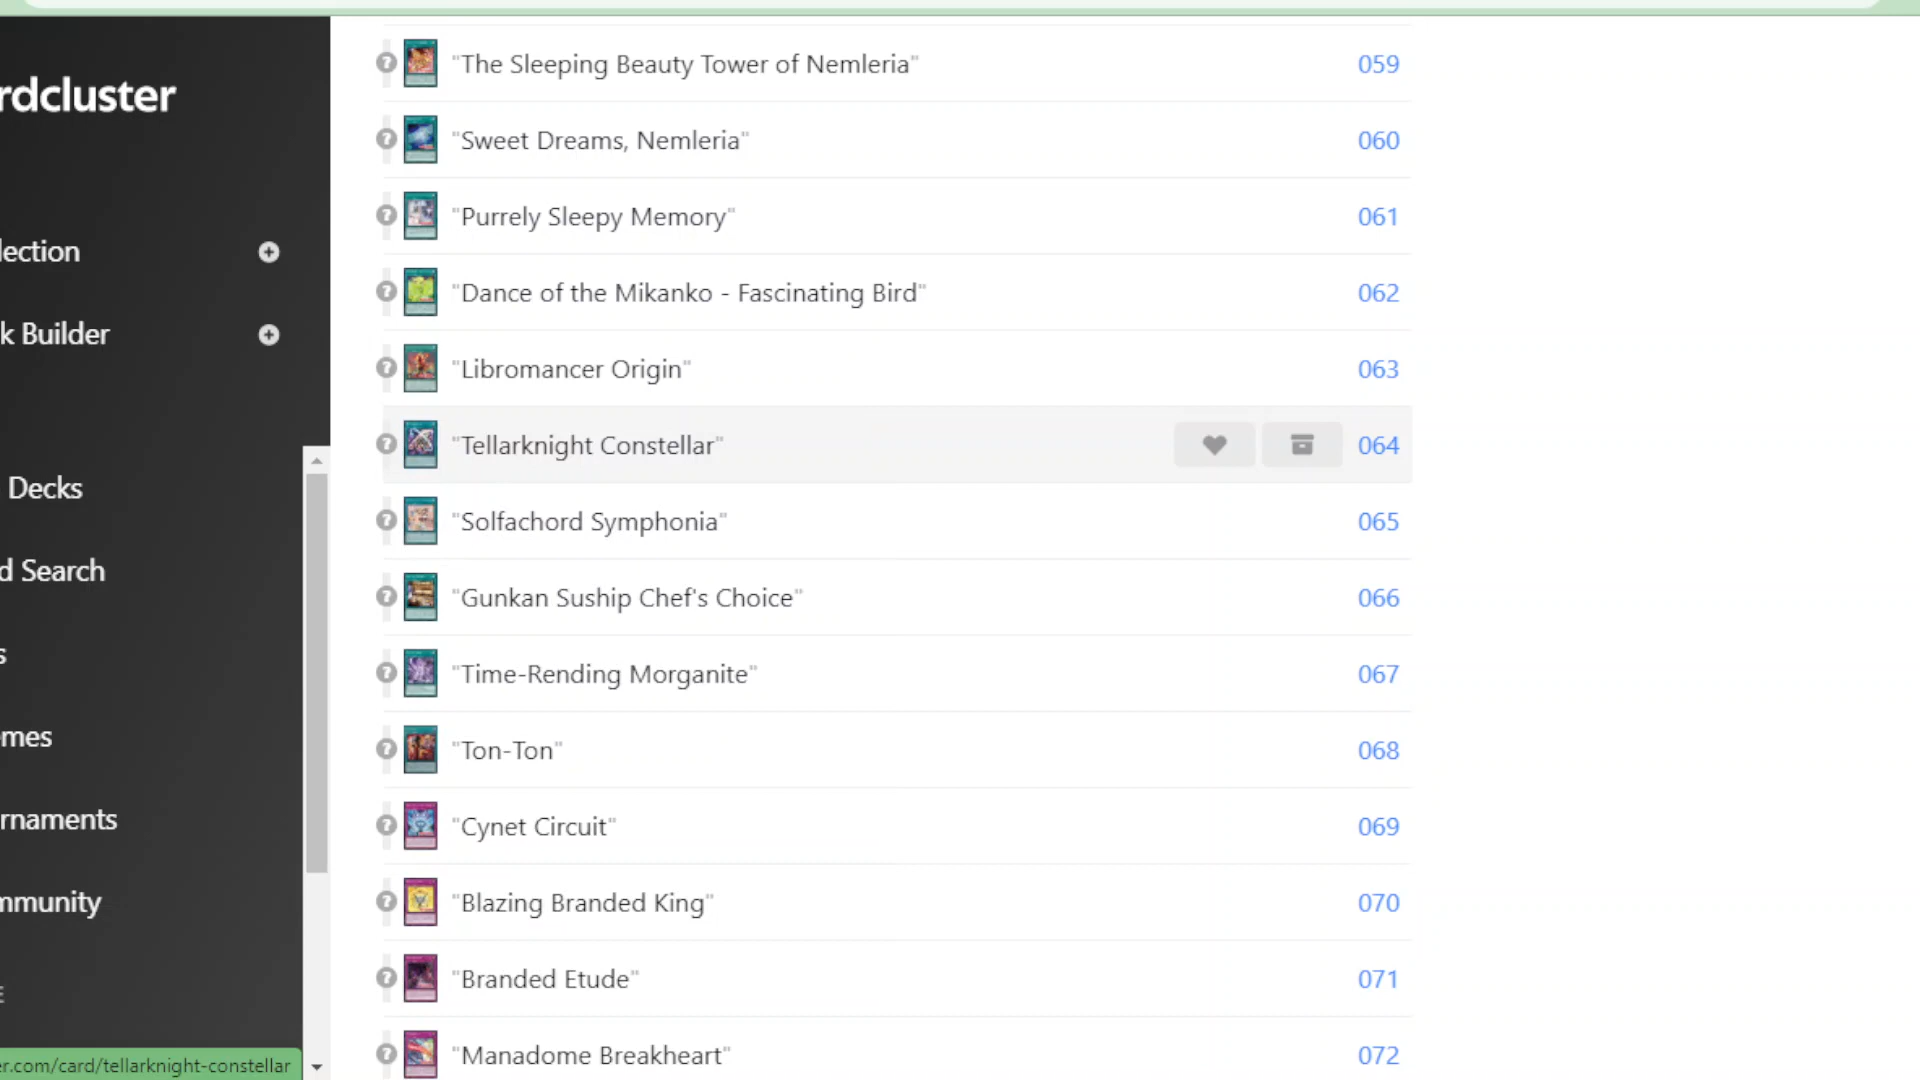 rdcluster
lection
k Builder
Decks
d Search
s
mes
rnaments
mmunity
E
er.com/card/tellarknight-constellar
"The Sleeping Beauty Tower of Nemleria" 059
"Sweet Dreams, Nemleria" 060
"Purrely Sleepy Memory" 061
"Dance of the Mikanko - Fascinating Bird" 062
"Libromancer Origin" 063
"Tellarknight Constellar" 064
"Solfachord Symphonia" 065
"Gunkan Suship Chef's Choice" 066
"Time-Rending Morganite" 067
"Ton-Ton" 068
"Cynet Circuit" 069
"Blazing Branded King" 070
"Branded Etude" 071
"Manadome Breakheart" 072